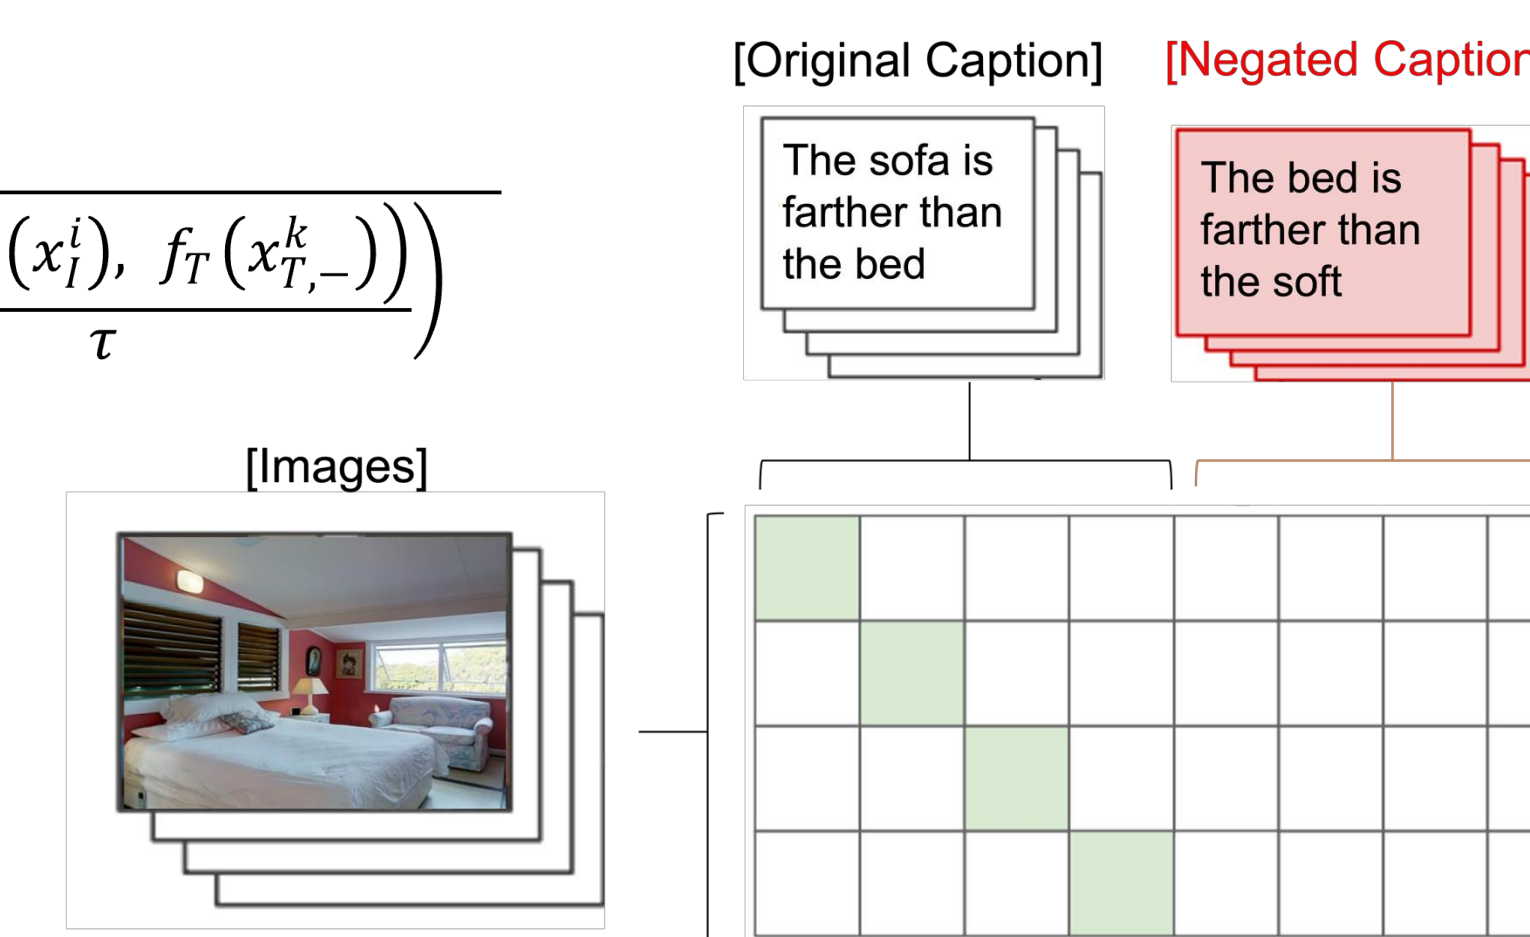 [Original Caption]
[Negated Caption
The sofa is
farther than
the bed
The bed is
farther than
the soft
(x_I^i), f_T(x_{T,−}^k)))
τ
[Images]